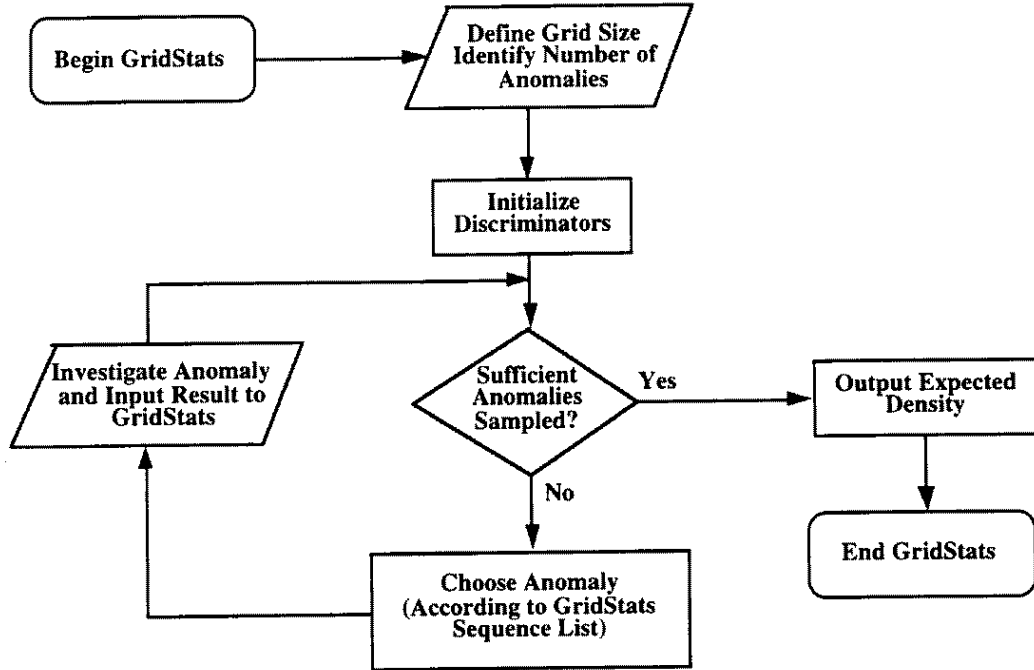 Begin GridStats
Define Grid Size
Identify Number of
Anomalies
Initialize
Discriminators
Investigate Anomaly
and Input Result to
GridStats
Sufficient
Anomalies
Sampled?
Yes
Output Expected
Density
No
End GridStats
Choose Anomaly
(According to GridStats
Sequence List)